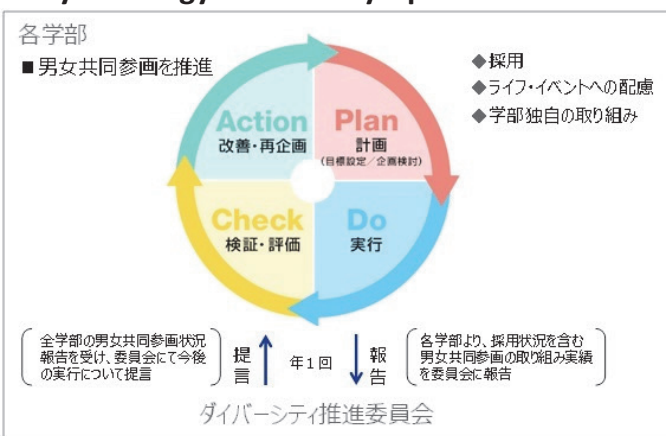 各学部
■男女共同参画を推進
◆採用
◆ライフ・イベントへの配慮
◆学部独自の取り組み
Action
改善・再企画
Plan
計画
(目標設定/企画検討)
Check
検証・評価
Do
実行
全学部の男女共同参画状況
報告を受け、委員会にて今後
の実行について提言
提言
年1回
報告
各学部より、採用状況を含む
男女共同参画の取り組み実績
を委員会に報告
ダイバーシティ推進委員会